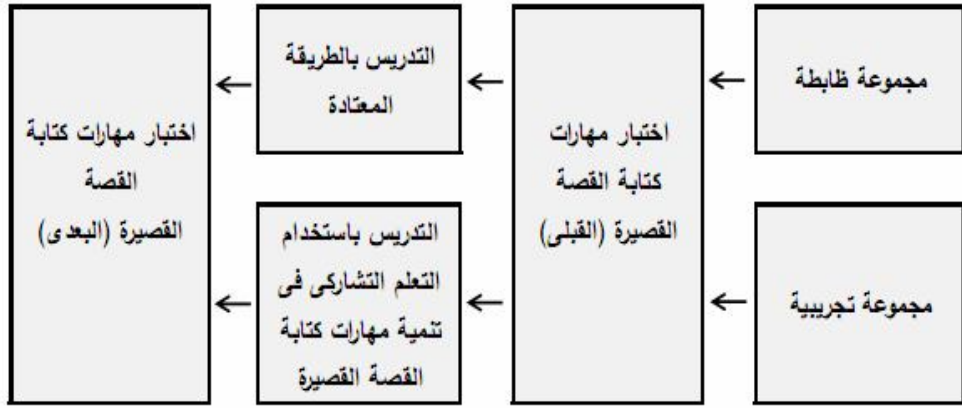 مجموعة ظابطة
مجموعة تجريبية
اختبار مهارات
كتابة القصة
القصيرة (القبلى)
التدريس بالطريقة
المعتادة
التدريس باستخدام
التعلم التشاركى فى
تنمية مهارات كتابة
القصة القصيرة
اختبار مهارات كتابة
القصة
القصيرة (البعدى)